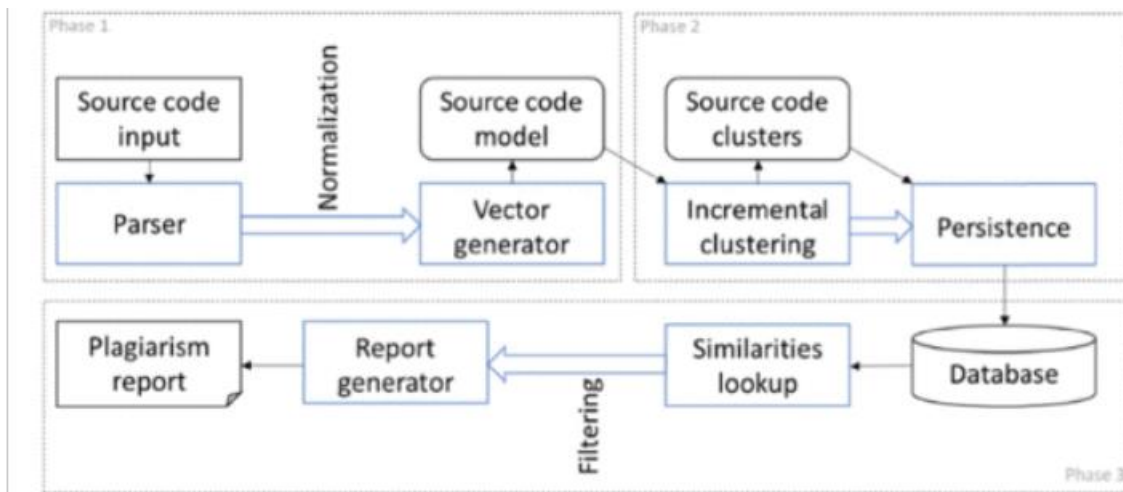 Phase 1
Phase 2
Source code
input
Normalization
Source code
model
Source code
clusters
Parser
Vector
generator
Incremental
clustering
Persistence
Plagiarism
report
Report
generator
Filtering
Similarities
lookup
Database
Phase 3